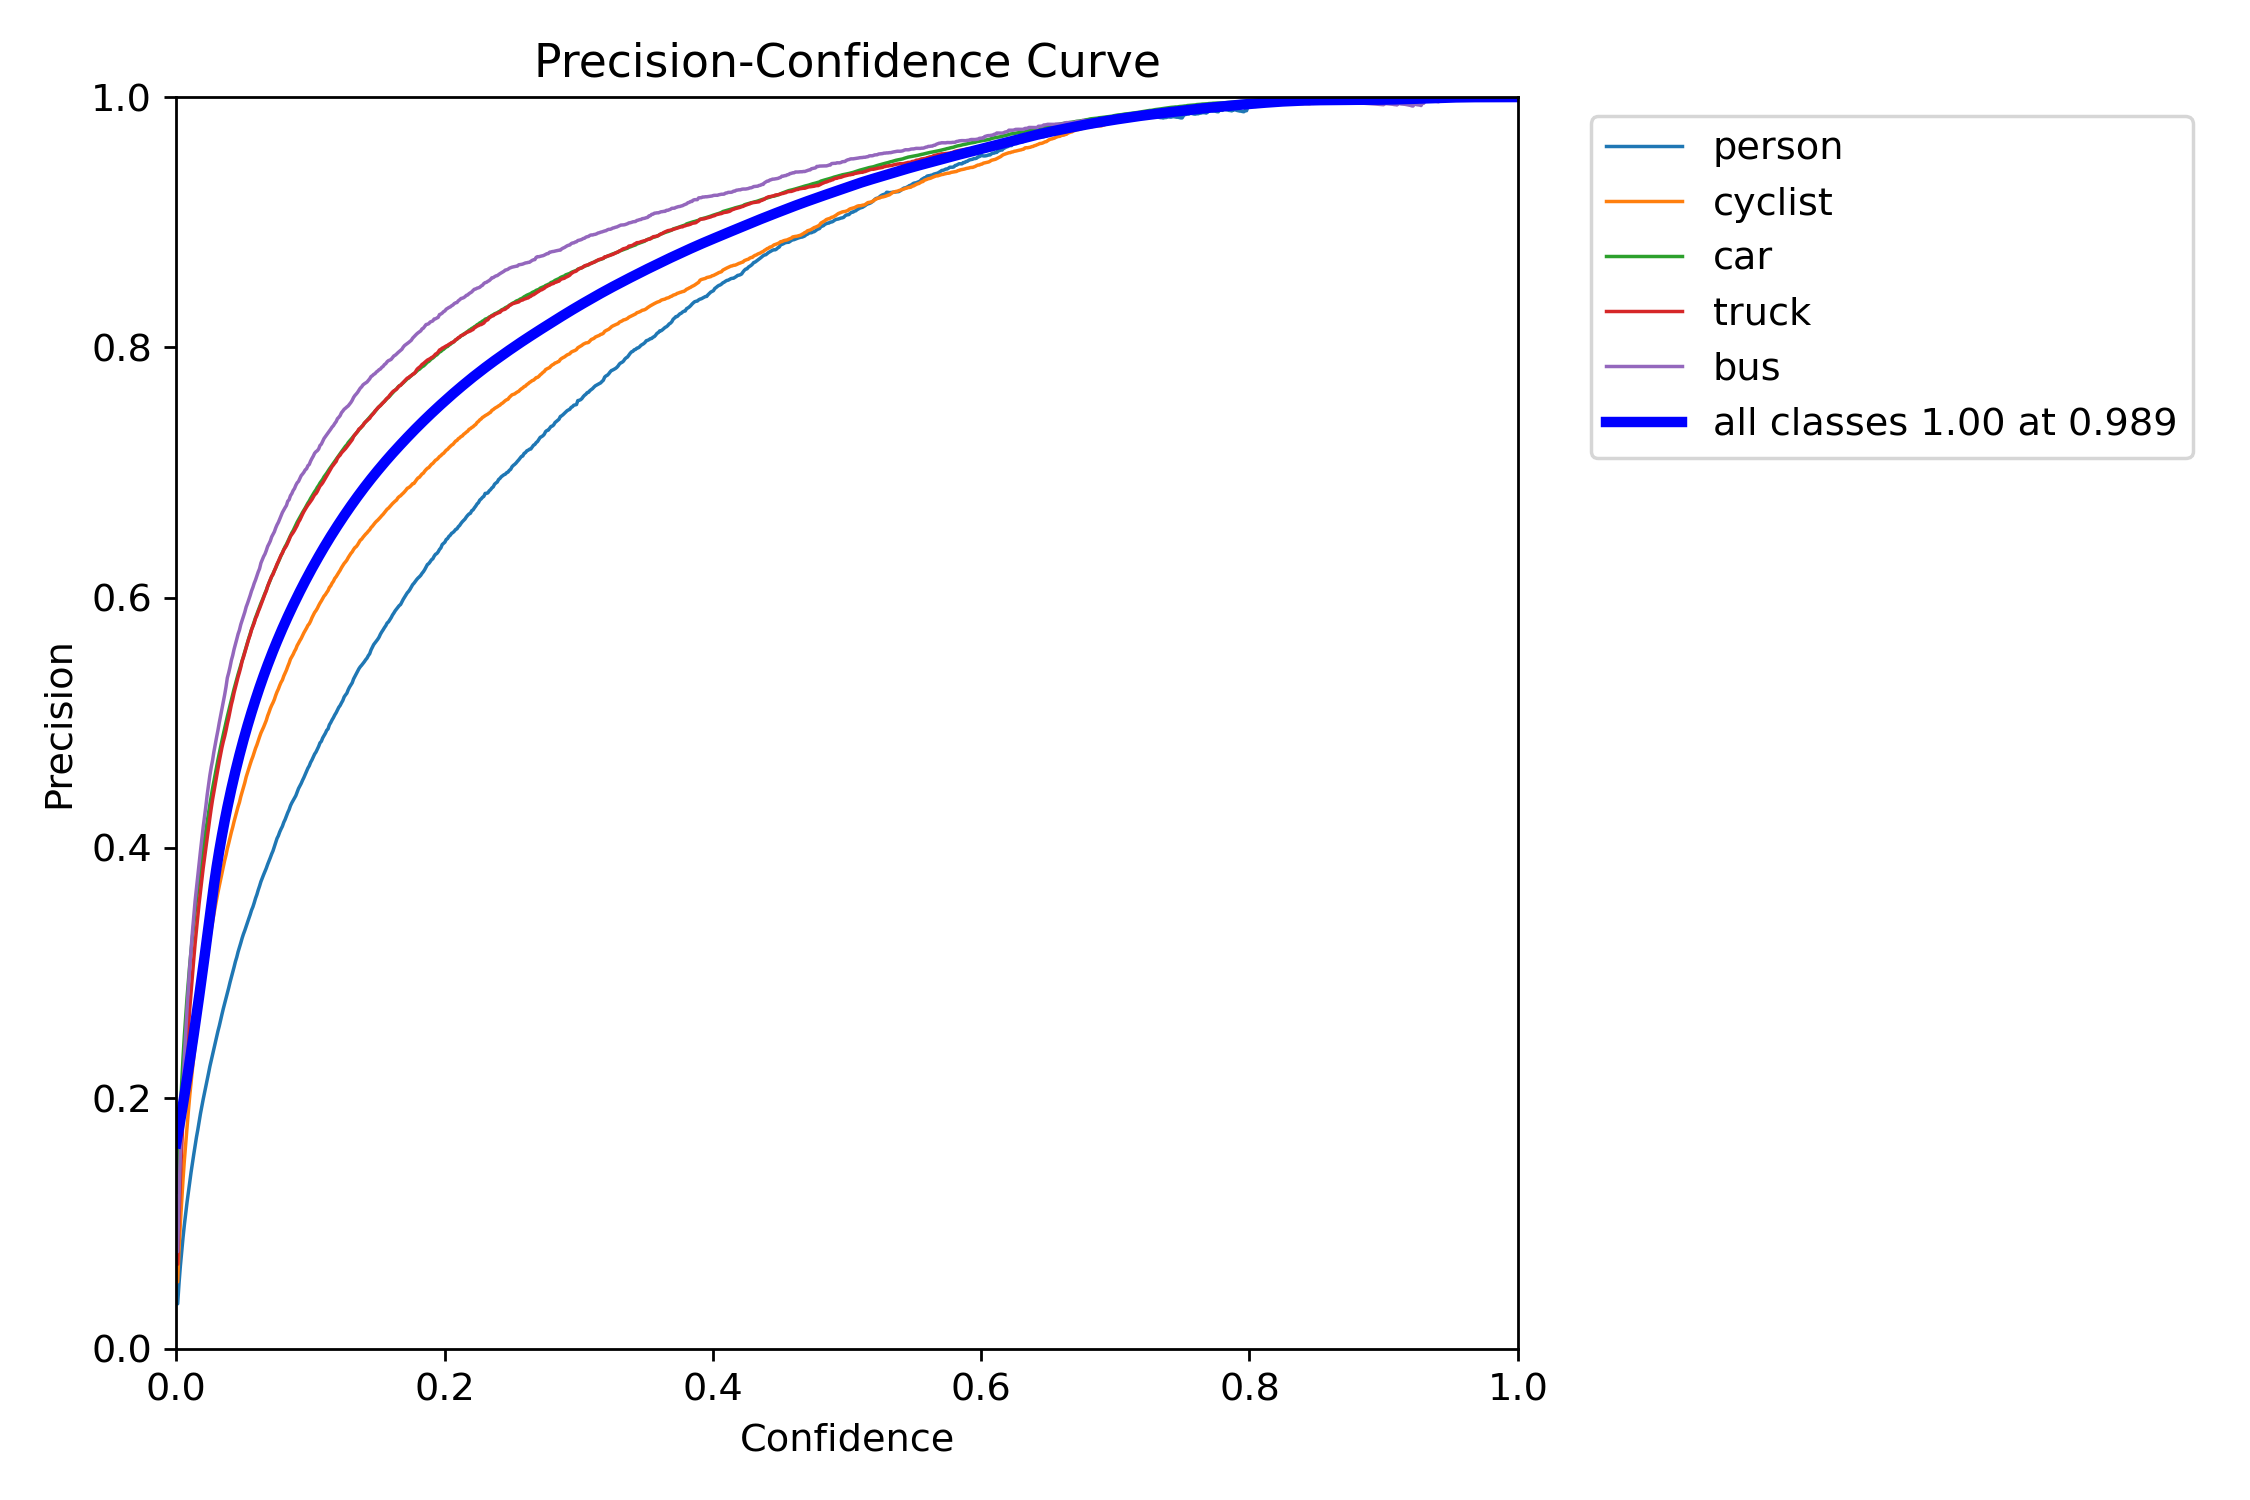 Precision-Confidence Curve
1.0
0.8
0.6
0.4
0.2
0.0
Precision
0.0 0.2 0.4 0.6 0.8 1.0
Confidence
person
cyclist
car
truck
bus
all classes 1.00 at 0.989